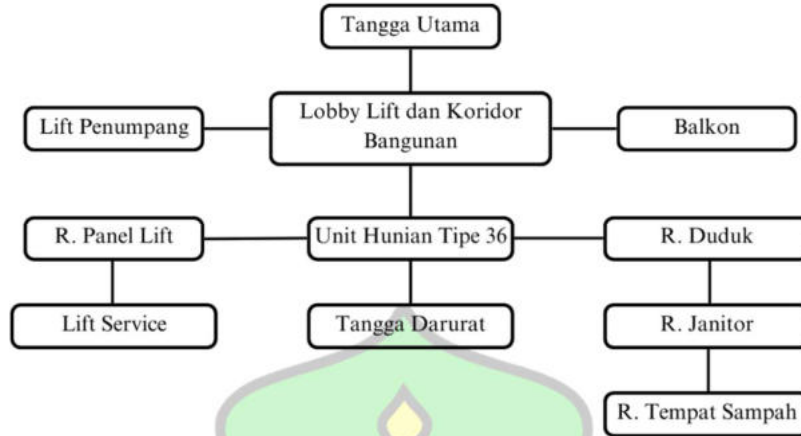 Tangga Utama
Lift Penumpang
Lobby Lift dan Koridor
Bangunan
Balkon
R. Panel Lift
Unit Hunian Tipe 36
R. Duduk
Lift Service
Tangga Darurat
R. Janitor
R. Tempat Sampah